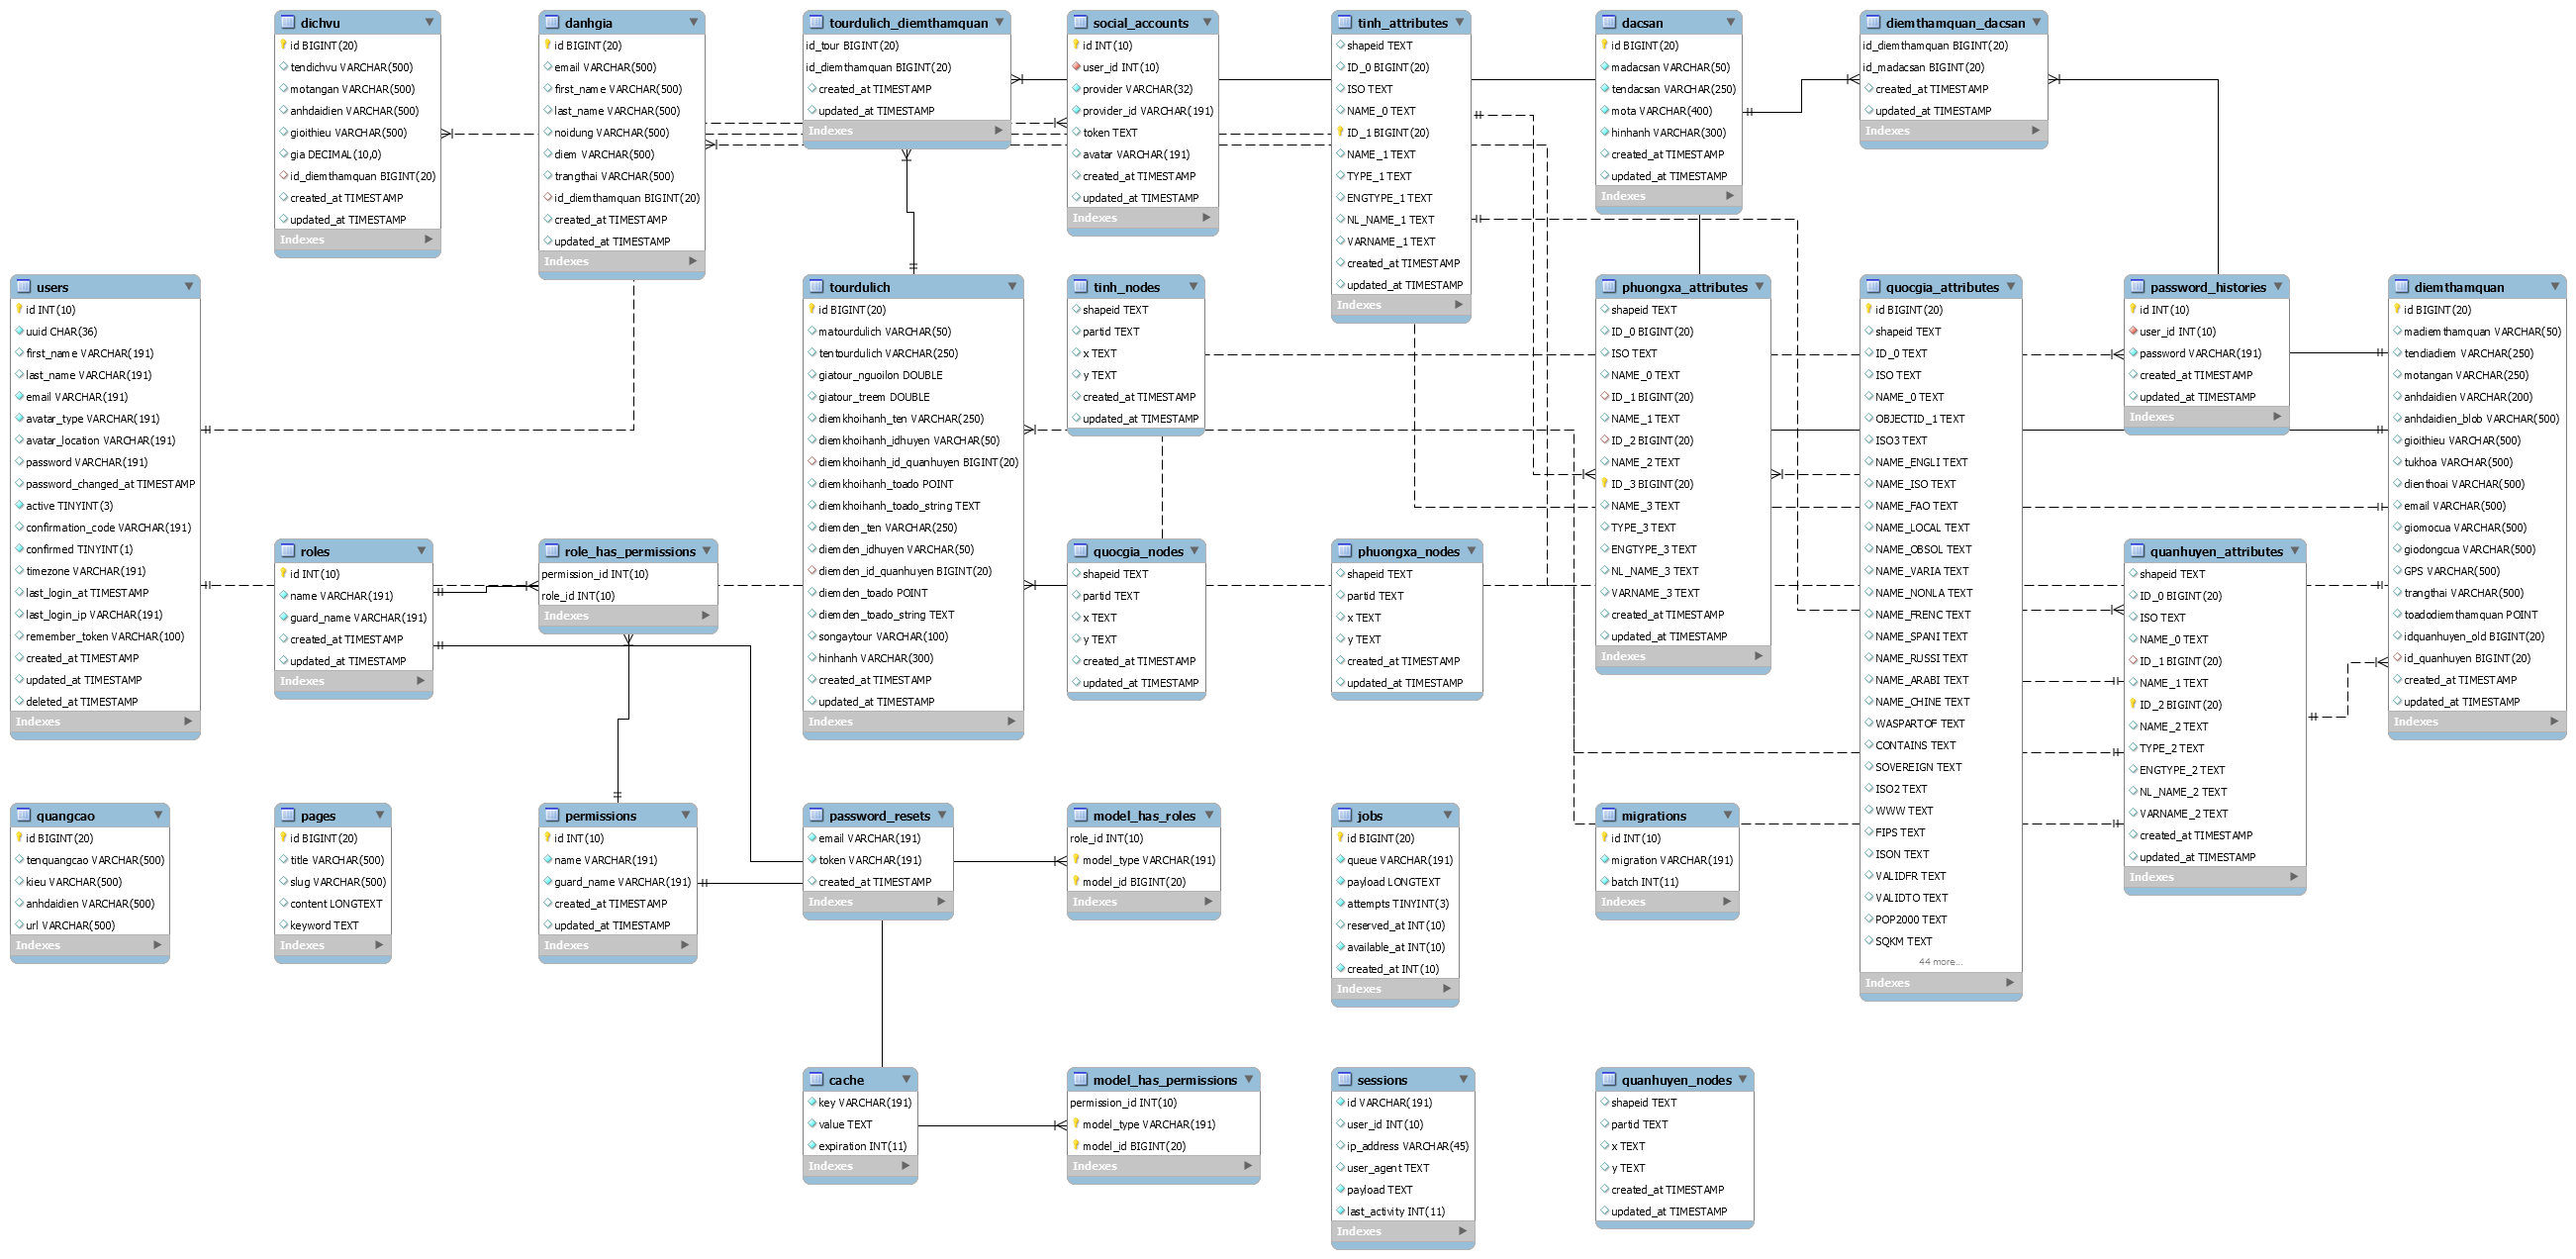 dichvu
id BIGINT(20)
tendichvu VARCHAR(500)
motangan VARCHAR(500)
anhdaidien VARCHAR(500)
gioithieu VARCHAR(500)
gia DECIMAL(10,0)
id_diemthamquan BIGINT(20)
created_at TIMESTAMP
updated_at TIMESTAMP
Indexes
danhgia
id BIGINT(20)
email VARCHAR(500)
first_name VARCHAR(500)
last_name VARCHAR(500)
noidung VARCHAR(500)
diem VARCHAR(500)
trangthai VARCHAR(500)
id_diemthamquan BIGINT(20)
created_at TIMESTAMP
updated_at TIMESTAMP
Indexes
tourdulich_diemthamquan
id_tour BIGINT(20)
id_diemthamquan BIGINT(20)
created_at TIMESTAMP
updated_at TIMESTAMP
Indexes
social_accounts
id INT(10)
user_id INT(10)
provider VARCHAR(32)
provider_id VARCHAR(191)
token TEXT
avatar VARCHAR(191)
created_at TIMESTAMP
updated_at TIMESTAMP
Indexes
tinh_attributes
shapeid TEXT
ID_0 BIGINT(20)
ISO TEXT
NAME_0 TEXT
ID_1 BIGINT(20)
NAME_1 TEXT
TYPE_1 TEXT
ENGTYPE_1 TEXT
NL_NAME_1 TEXT
VARNAME_1 TEXT
created_at TIMESTAMP
updated_at TIMESTAMP
Indexes
dacsan
id BIGINT(20)
madacsan VARCHAR(50)
tendacsan VARCHAR(250)
mota VARCHAR(400)
hinhanh VARCHAR(300)
created_at TIMESTAMP
updated_at TIMESTAMP
Indexes
diemthamquan_dacsan
id_diemthamquan BIGINT(20)
id_madacsan BIGINT(20)
created_at TIMESTAMP
updated_at TIMESTAMP
Indexes
users
id INT(10)
uuid CHAR(36)
first_name VARCHAR(191)
last_name VARCHAR(191)
email VARCHAR(191)
avatar_type VARCHAR(191)
avatar_location VARCHAR(191)
password VARCHAR(191)
password_changed_at TIMESTAMP
active TINYINT(3)
confirmation_code VARCHAR(191)
confirmed TINYINT(1)
timezone VARCHAR(191)
last_login_at TIMESTAMP
last_login_ip VARCHAR(191)
remember_token VARCHAR(100)
created_at TIMESTAMP
updated_at TIMESTAMP
deleted_at TIMESTAMP
Indexes
tourdulich
id BIGINT(20)
matourdulich VARCHAR(50)
tentourdulich VARCHAR(250)
giatour_nguoilon DOUBLE
giatour_treem DOUBLE
diemkhoihanh_ten VARCHAR(250)
diemkhoihanh_idhuyen VARCHAR(50)
diemkhoihanh_id_quanhuyen BIGINT(20)
diemkhoihanh_toado POINT
diemkhoihanh_toado_string TEXT
diemden_ten VARCHAR(250)
diemden_idhuyen VARCHAR(50)
diemden_id_quanhuyen BIGINT(20)
diemden_toado POINT
diemden_toado_string TEXT
songaytour VARCHAR(100)
hinhanh VARCHAR(300)
created_at TIMESTAMP
updated_at TIMESTAMP
Indexes
tinh_nodes
shapeid TEXT
partid TEXT
x TEXT
y TEXT
created_at TIMESTAMP
updated_at TIMESTAMP
phuongxa_attributes
shapeid TEXT
ID_0 BIGINT(20)
ISO TEXT
NAME_0 TEXT
ID_1 BIGINT(20)
NAME_1 TEXT
ID_2 BIGINT(20)
NAME_2 TEXT
ID_3 BIGINT(20)
NAME_3 TEXT
TYPE_3 TEXT
ENGTYPE_3 TEXT
NL_NAME_3 TEXT
VARNAME_3 TEXT
created_at TIMESTAMP
updated_at TIMESTAMP
Indexes
quocgia_attributes
id BIGINT(20)
shapeid TEXT
ID_0 TEXT
ISO TEXT
NAME_0 TEXT
OBJECTID_1 TEXT
ISO3 TEXT
NAME_ENGLI TEXT
NAME_ISO TEXT
NAME_FAO TEXT
NAME_LOCAL TEXT
NAME_OBSOL TEXT
NAME_VARIA TEXT
NAME_NONLA TEXT
NAME_FRENC TEXT
NAME_SPANI TEXT
NAME_RUSSI TEXT
NAME_ARABI TEXT
NAME_CHINE TEXT
WASPARTOF TEXT
CONTAINS TEXT
SOVEREIGN TEXT
ISO2 TEXT
WWW TEXT
FIPS TEXT
ISON TEXT
VALIDFR TEXT
VALIDTO TEXT
POP2000 TEXT
SQKM TEXT
44 more...
Indexes
password_histories
id INT(10)
user_id INT(10)
password VARCHAR(191)
created_at TIMESTAMP
updated_at TIMESTAMP
Indexes
diemthamquan
id BIGINT(20)
madiemthamquan VARCHAR(50)
tendiadiem VARCHAR(250)
motangan VARCHAR(250)
anhdaidien VARCHAR(200)
anhdaidien_blob VARCHAR(500)
gioithieu VARCHAR(500)
tukhoa VARCHAR(500)
dienthoai VARCHAR(500)
email VARCHAR(500)
giomocua VARCHAR(500)
giodongcua VARCHAR(500)
GPS VARCHAR(500)
trangthai VARCHAR(500)
toadodiemthamquan POINT
idquanhuyen_old BIGINT(20)
id_quanhuyen BIGINT(20)
created_at TIMESTAMP
updated_at TIMESTAMP
Indexes
roles
id INT(10)
name VARCHAR(191)
guard_name VARCHAR(191)
created_at TIMESTAMP
updated_at TIMESTAMP
Indexes
role_has_permissions
permission_id INT(10)
role_id INT(10)
Indexes
quocgia_nodes
shapeid TEXT
partid TEXT
x TEXT
y TEXT
created_at TIMESTAMP
updated_at TIMESTAMP
phuongxa_nodes
shapeid TEXT
partid TEXT
x TEXT
y TEXT
created_at TIMESTAMP
updated_at TIMESTAMP
quanhuyen_attributes
shapeid TEXT
ID_0 BIGINT(20)
ISO TEXT
NAME_0 TEXT
ID_1 BIGINT(20)
NAME_1 TEXT
ID_2 BIGINT(20)
NAME_2 TEXT
TYPE_2 TEXT
ENGTYPE_2 TEXT
NL_NAME_2 TEXT
VARNAME_2 TEXT
created_at TIMESTAMP
updated_at TIMESTAMP
Indexes
quangcao
id BIGINT(20)
tenquangcao VARCHAR(500)
kieu VARCHAR(500)
anhdaidien VARCHAR(500)
url VARCHAR(500)
Indexes
pages
id BIGINT(20)
title VARCHAR(500)
slug VARCHAR(500)
content LONGTEXT
keyword TEXT
Indexes
permissions
id INT(10)
name VARCHAR(191)
guard_name VARCHAR(191)
created_at TIMESTAMP
updated_at TIMESTAMP
Indexes
password_resets
email VARCHAR(191)
token VARCHAR(191)
created_at TIMESTAMP
Indexes
model_has_roles
role_id INT(10)
model_type VARCHAR(191)
model_id BIGINT(20)
Indexes
jobs
id BIGINT(20)
queue VARCHAR(191)
payload LONGTEXT
attempts TINYINT(3)
reserved_at INT(10)
available_at INT(10)
created_at INT(10)
Indexes
migrations
id INT(10)
migration VARCHAR(191)
batch INT(11)
Indexes
cache
key VARCHAR(191)
value TEXT
expiration INT(11)
Indexes
model_has_permissions
permission_id INT(10)
model_type VARCHAR(191)
model_id BIGINT(20)
Indexes
sessions
id VARCHAR(191)
user_id INT(10)
ip_address VARCHAR(45)
user_agent TEXT
payload TEXT
last_activity INT(11)
Indexes
quanhuyen_nodes
shapeid TEXT
partid TEXT
x TEXT
y TEXT
created_at TIMESTAMP
updated_at TIMESTAMP